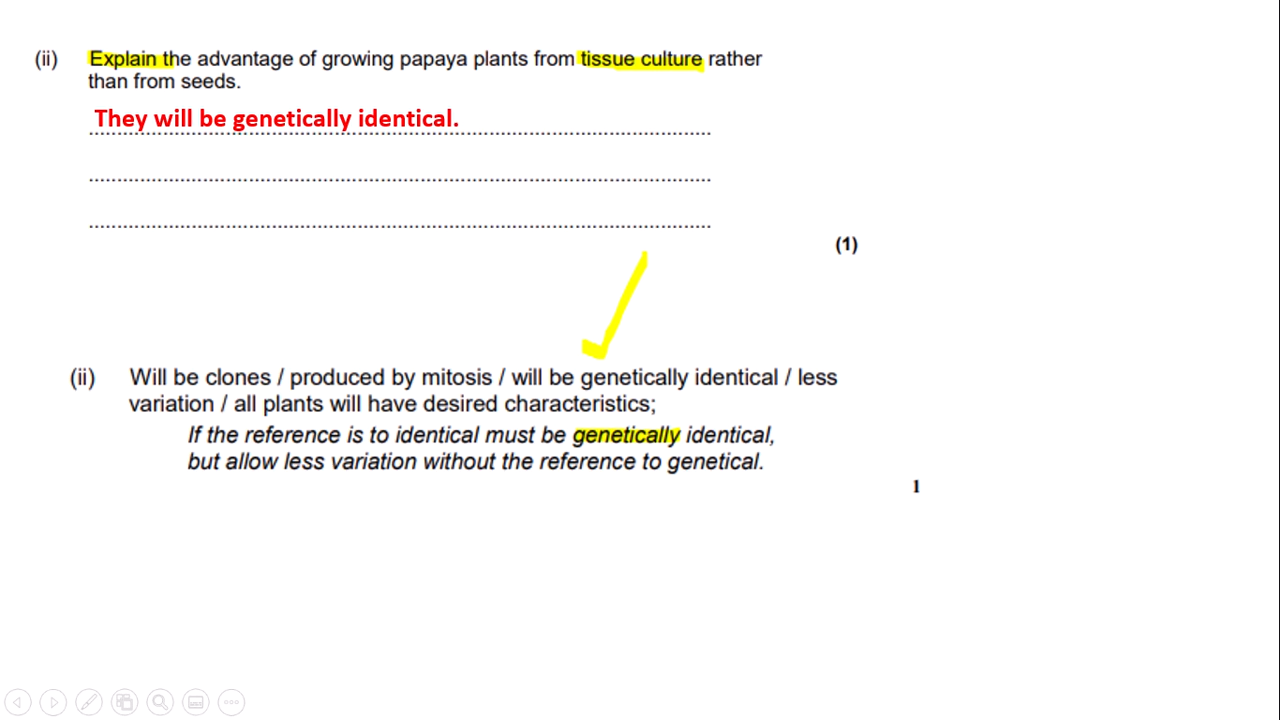 (ii) Explain the advantage of growing papaya plants from tissue culture rather
than from seeds.
They will be genetically identical.
(1)
(ii) Will be clones / produced by mitosis / will be genetically identical / less
variation / all plants will have desired characteristics;
If the reference is to identical must be genetically identical,
but allow less variation without the reference to genetical.
1